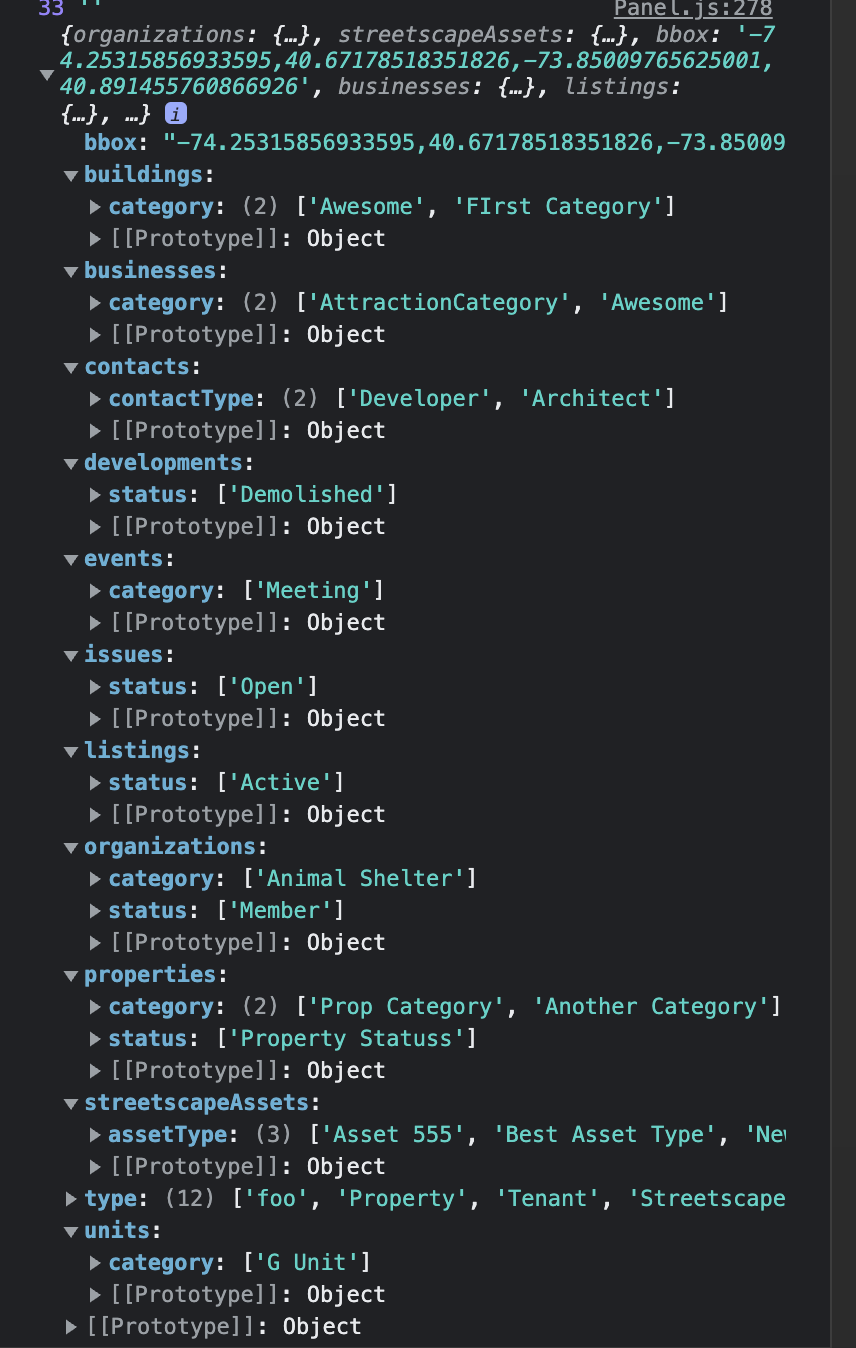 33 '' Panel.js:278
{organizations: {…}, streetscapeAssets: {…}, bbox: '-7
4.25315856933595,40.67178518351826,-73.85009765625001,
40.891455760866926', businesses: {…}, listings:
{…}, …} i
bbox: "-74.25315856933595,40.67178518351826,-73.85009
buildings:
category: (2) ['Awesome', 'FIrst Category']
[[Prototype]]: Object
businesses:
category: (2) ['AttractionCategory', 'Awesome']
[[Prototype]]: Object
contacts:
contactType: (2) ['Developer', 'Architect']
[[Prototype]]: Object
developments:
status: ['Demolished']
[[Prototype]]: Object
events:
category: ['Meeting']
[[Prototype]]: Object
issues:
status: ['Open']
[[Prototype]]: Object
listings:
status: ['Active']
[[Prototype]]: Object
organizations:
category: ['Animal Shelter']
status: ['Member']
[[Prototype]]: Object
properties:
category: (2) ['Prop Category', 'Another Category']
status: ['Property Statuss']
[[Prototype]]: Object
streetscapeAssets:
assetType: (3) ['Asset 555', 'Best Asset Type', 'Ne
[[Prototype]]: Object
type: (12) ['foo', 'Property', 'Tenant', 'Streetscape
units:
category: ['G Unit']
[[Prototype]]: Object
[[Prototype]]: Object